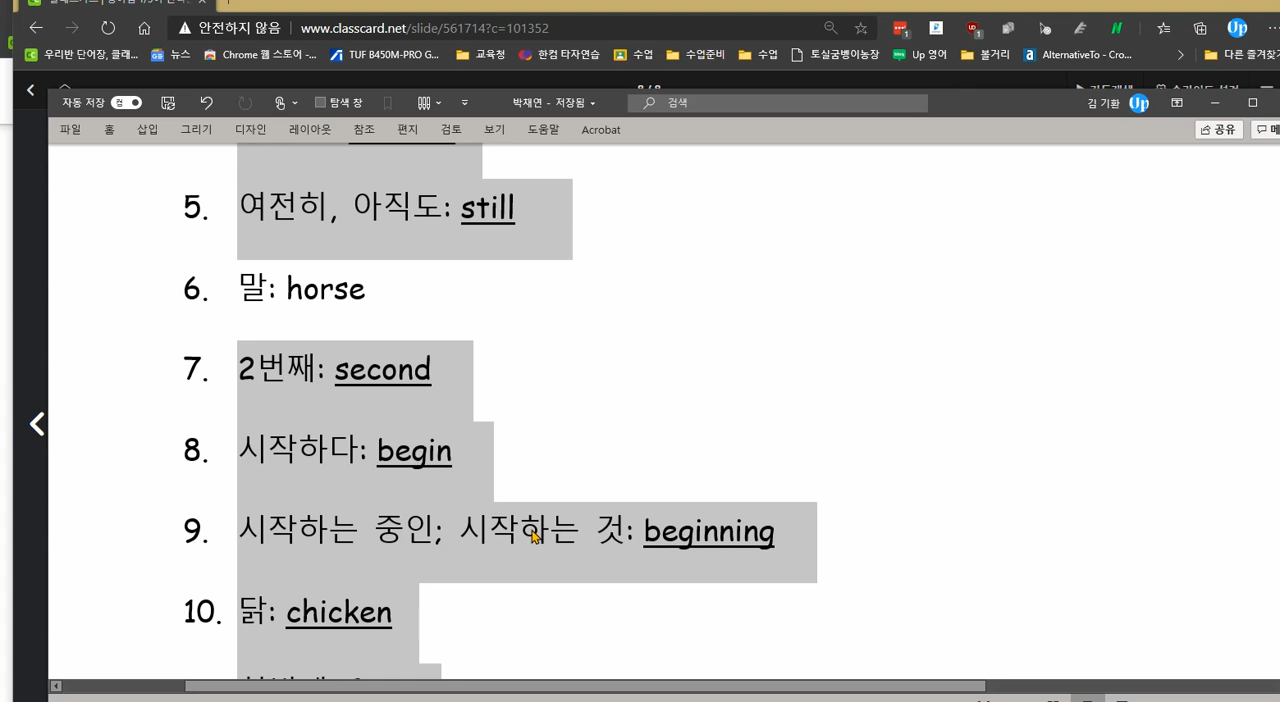 안전하지 않음 www.classcard.net/slide/561714?c=101352
우리반 단어장, 클래... 뉴스 Chrome 웹 스토어 -... TUF B450M-PRO G... 교육청 한컴 타자연습 수업 수업준비 수업 토실굼벵이농장 Up 영어 볼거리 AlternativeTo - Cro... 다른 즐겨찾
자동 저장 탐색 창 박재연 - 저장됨 검색 김 기환 Up
파일 홈 삽입 그리기 디자인 레이아웃 참조 편지 검토 보기 도움말 Acrobat 공유 메
5. 여전히, 아직도: still
6. 말: horse
7. 2번째: second
8. 시작하다: begin
9. 시작하는 중인; 시작하는 것: beginning
10. 닭: chicken